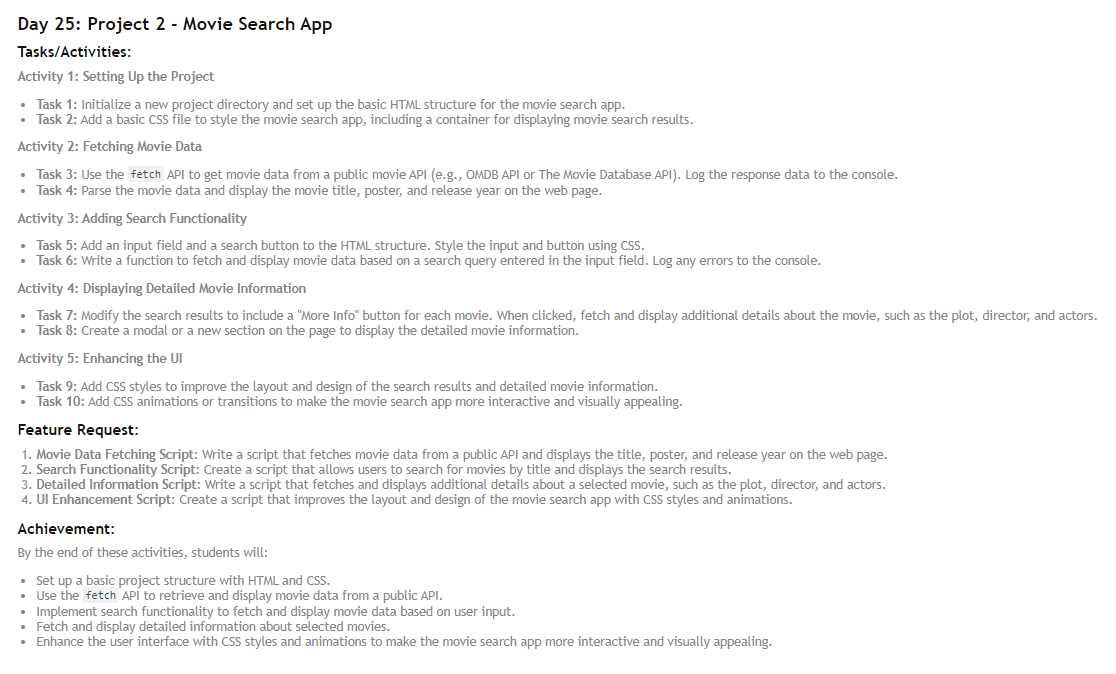 Day 25: Project 2 - Movie Search App
Tasks/Activities:
Activity 1: Setting Up the Project
• Task 1: Initialize a new project directory and set up the basic HTML structure for the movie search app.
• Task 2: Add a basic CSS file to style the movie search app, including a container for displaying movie search results.
Activity 2: Fetching Movie Data
• Task 3: Use the fetch API to get movie data from a public movie API (e.g., OMDB API or The Movie Database API). Log the response data to the console.
• Task 4: Parse the movie data and display the movie title, poster, and release year on the web page.
Activity 3: Adding Search Functionality
• Task 5: Add an input field and a search button to the HTML structure. Style the input and button using CSS.
• Task 6: Write a function to fetch and display movie data based on a search query entered in the input field. Log any errors to the console.
Activity 4: Displaying Detailed Movie Information
• Task 7: Modify the search results to include a "More Info" button for each movie. When clicked, fetch and display additional details about the movie, such as the plot, director, and actors.
• Task 8: Create a modal or a new section on the page to display the detailed movie information.
Activity 5: Enhancing the UI
• Task 9: Add CSS styles to improve the layout and design of the search results and detailed movie information.
• Task 10: Add CSS animations or transitions to make the movie search app more interactive and visually appealing.
Feature Request:
1. Movie Data Fetching Script: Write a script that fetches movie data from a public API and displays the title, poster, and release year on the web page.
2. Search Functionality Script: Create a script that allows users to search for movies by title and displays the search results.
3. Detailed Information Script: Write a script that fetches and displays additional details about a selected movie, such as the plot, director, and actors.
4. UI Enhancement Script: Create a script that improves the layout and design of the movie search app with CSS styles and animations.
Achievement:
By the end of these activities, students will:
• Set up a basic project structure with HTML and CSS.
• Use the fetch API to retrieve and display movie data from a public API.
• Implement search functionality to fetch and display movie data based on user input.
• Fetch and display detailed information about selected movies.
• Enhance the user interface with CSS styles and animations to make the movie search app more interactive and visually appealing.